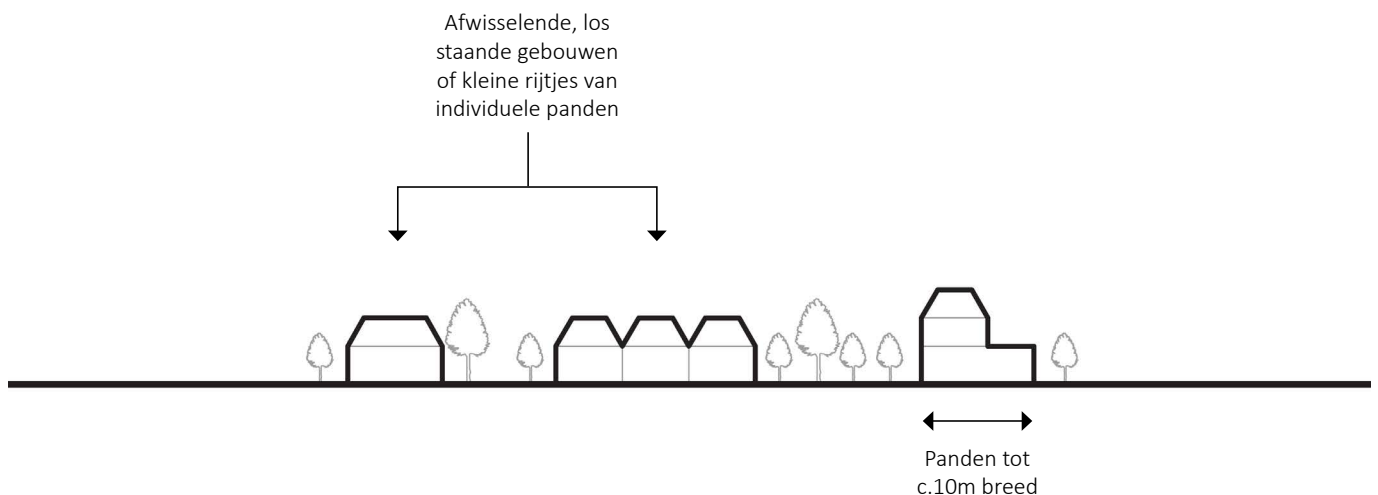 Afwisselende, los
staande gebouwen
of kleine rijtjes van
individuele panden
Panden tot
c.10m breed